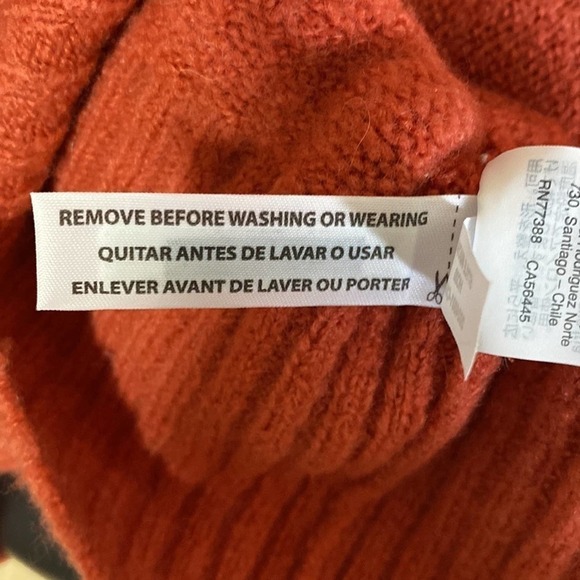 REMOVE BEFORE WASHING OR WEARING
QUITAR ANTES DE LAVAR O USAR
ENLEVER AVANT DE LAVER OU PORTER
Norte
730, Santiago - Chile
RN77388 CA56445